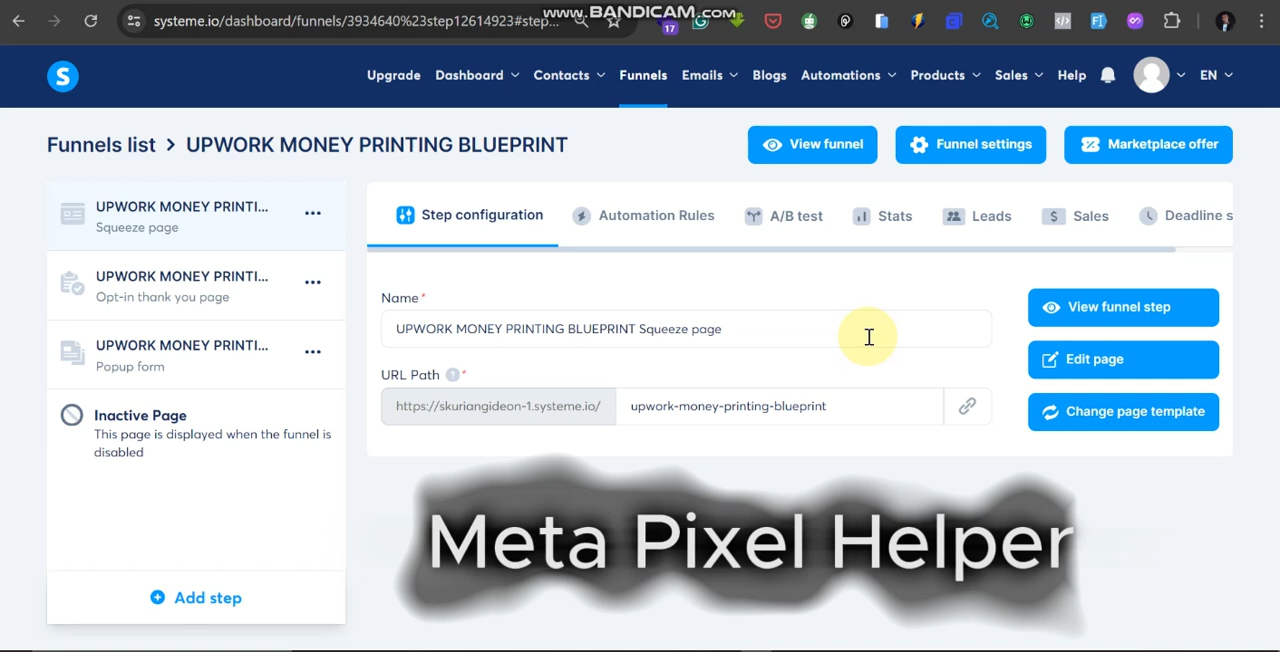 www.BANDICAM.com
systeme.io/dashboard/funnels/3934640%23step12614923#step...
17
S
Upgrade Dashboard Contacts Funnels Emails Blogs Automations Products Sales Help EN
Funnels list > UPWORK MONEY PRINTING BLUEPRINT
View funnel
Funnel settings
Marketplace offer
UPWORK MONEY PRINTI...
Squeeze page
UPWORK MONEY PRINTI...
Opt-in thank you page
UPWORK MONEY PRINTI...
Popup form
Inactive Page
This page is displayed when the funnel is
disabled
Add step
Step configuration Automation Rules A/B test Stats Leads Sales Deadline s
Name*
UPWORK MONEY PRINTING BLUEPRINT Squeeze page
URL Path ? *
https://skuriangideon-1.systeme.io/ upwork-money-printing-blueprint
View funnel step
Edit page
Change page template
Meta Pixel Helper